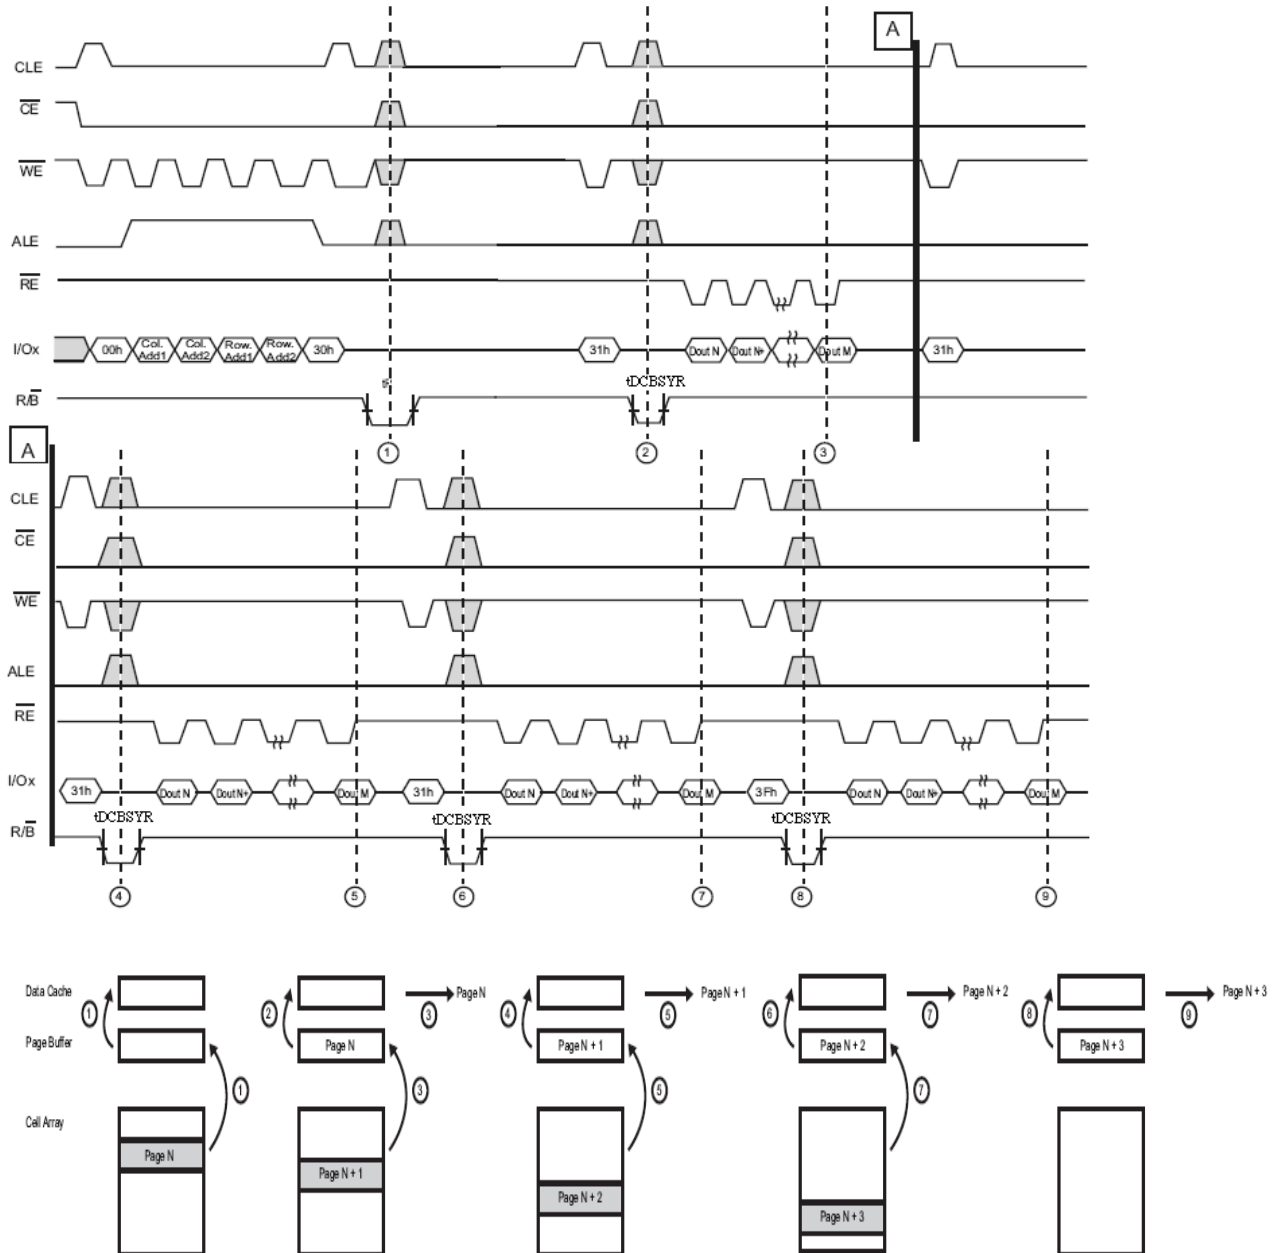 A
CLE
CE
WE
ALE
RE
I/Ox 00h Col. Add1 Col. Add2 Row. Add1 Row. Add2 30h 31h Dout N Dout N+ Dout M 31h
tDCBSYR
R/B
1 2 3
A
CLE
CE
WE
ALE
RE
I/Ox 31h Dout N Dout N+ Dout M 31h Dout N Dout N+ Dout M 3Fh Dout N Dout N+ Dout M
tDCBSYR tDCBSYR tDCBSYR
R/B
4 5 6 7 8 9
Data Cache 1 2 3 Page N 4 5 Page N + 1 6 7 Page N + 2 8 9 Page N + 3
Page Buffer Page N Page N + 1 Page N + 2 Page N + 3
1 3 5 7
Cell Array
Page N
Page N + 1
Page N + 2
Page N + 3